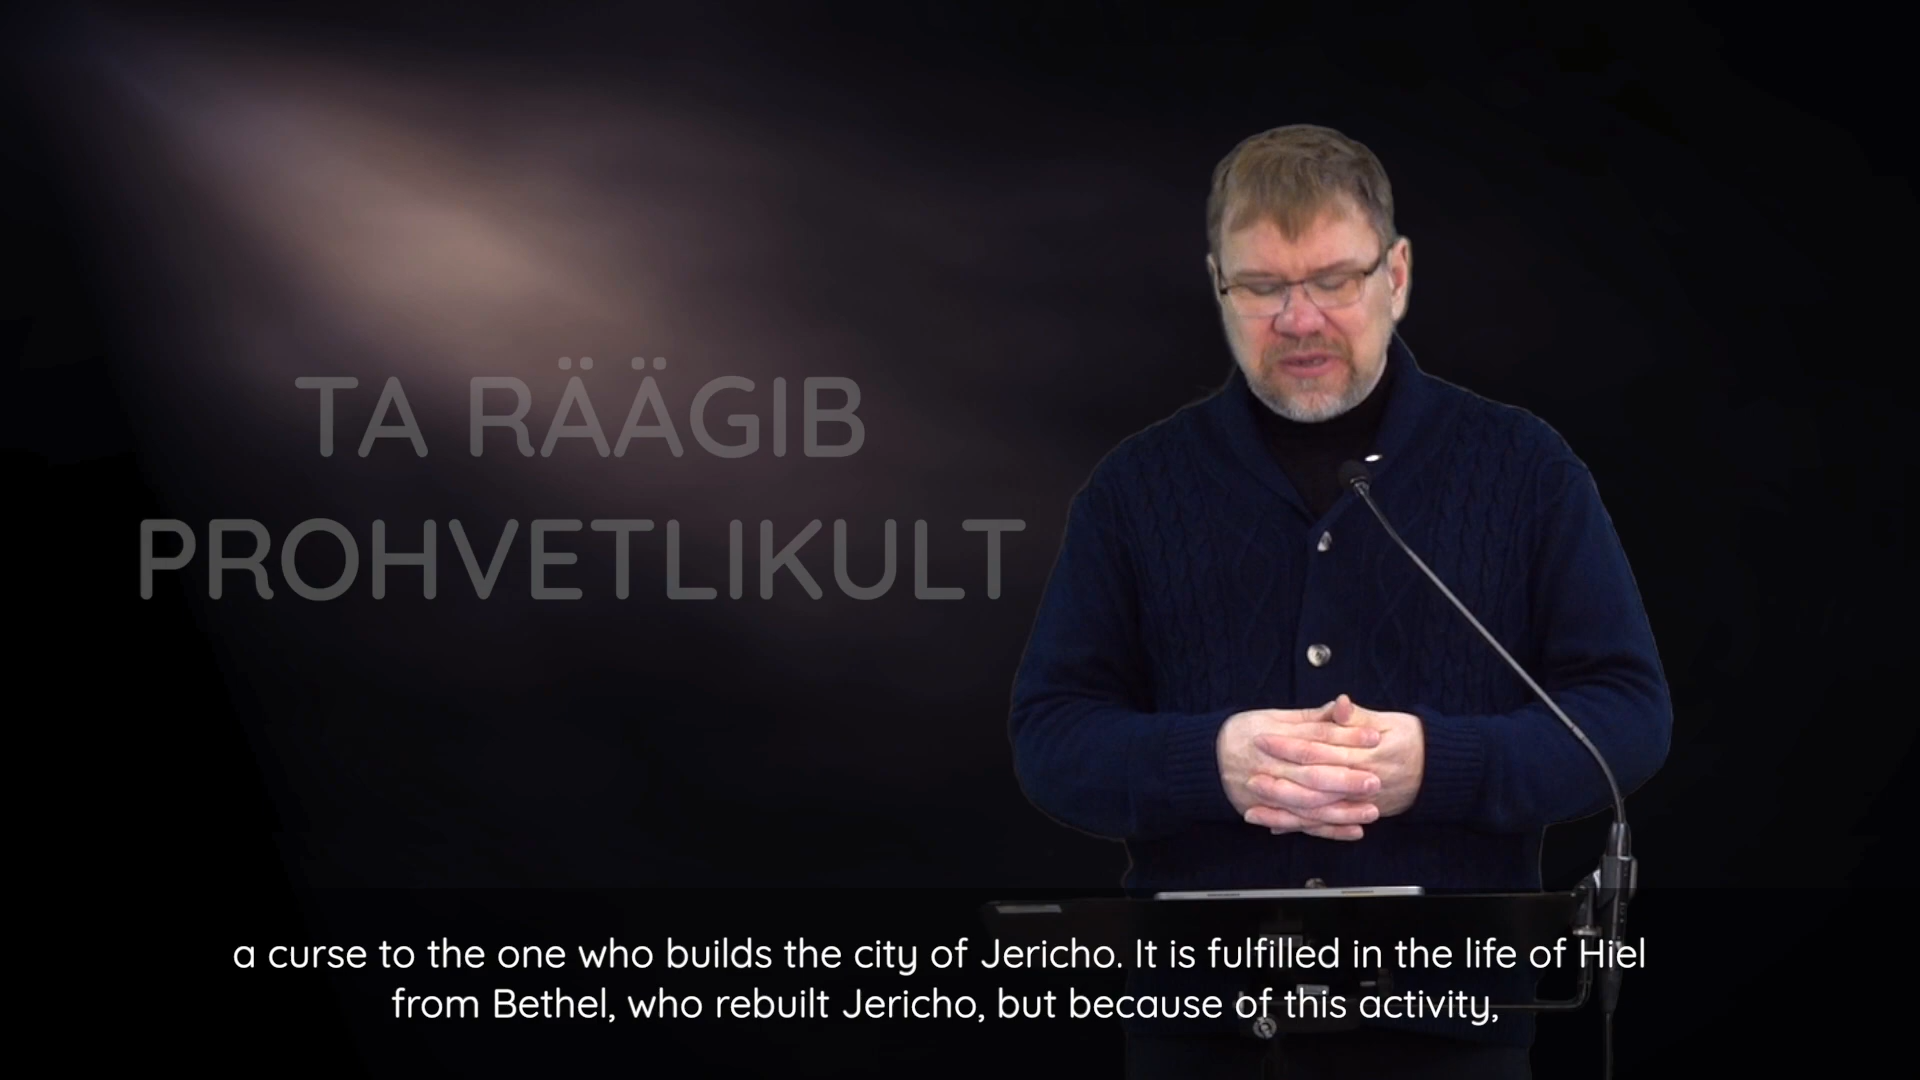 TA RÄÄGIB
PROHVETLIKULT
a curse to the one who builds the city of Jericho. It is fulfilled in the life of Hiel
from Bethel, who rebuilt Jericho, but because of this activity,